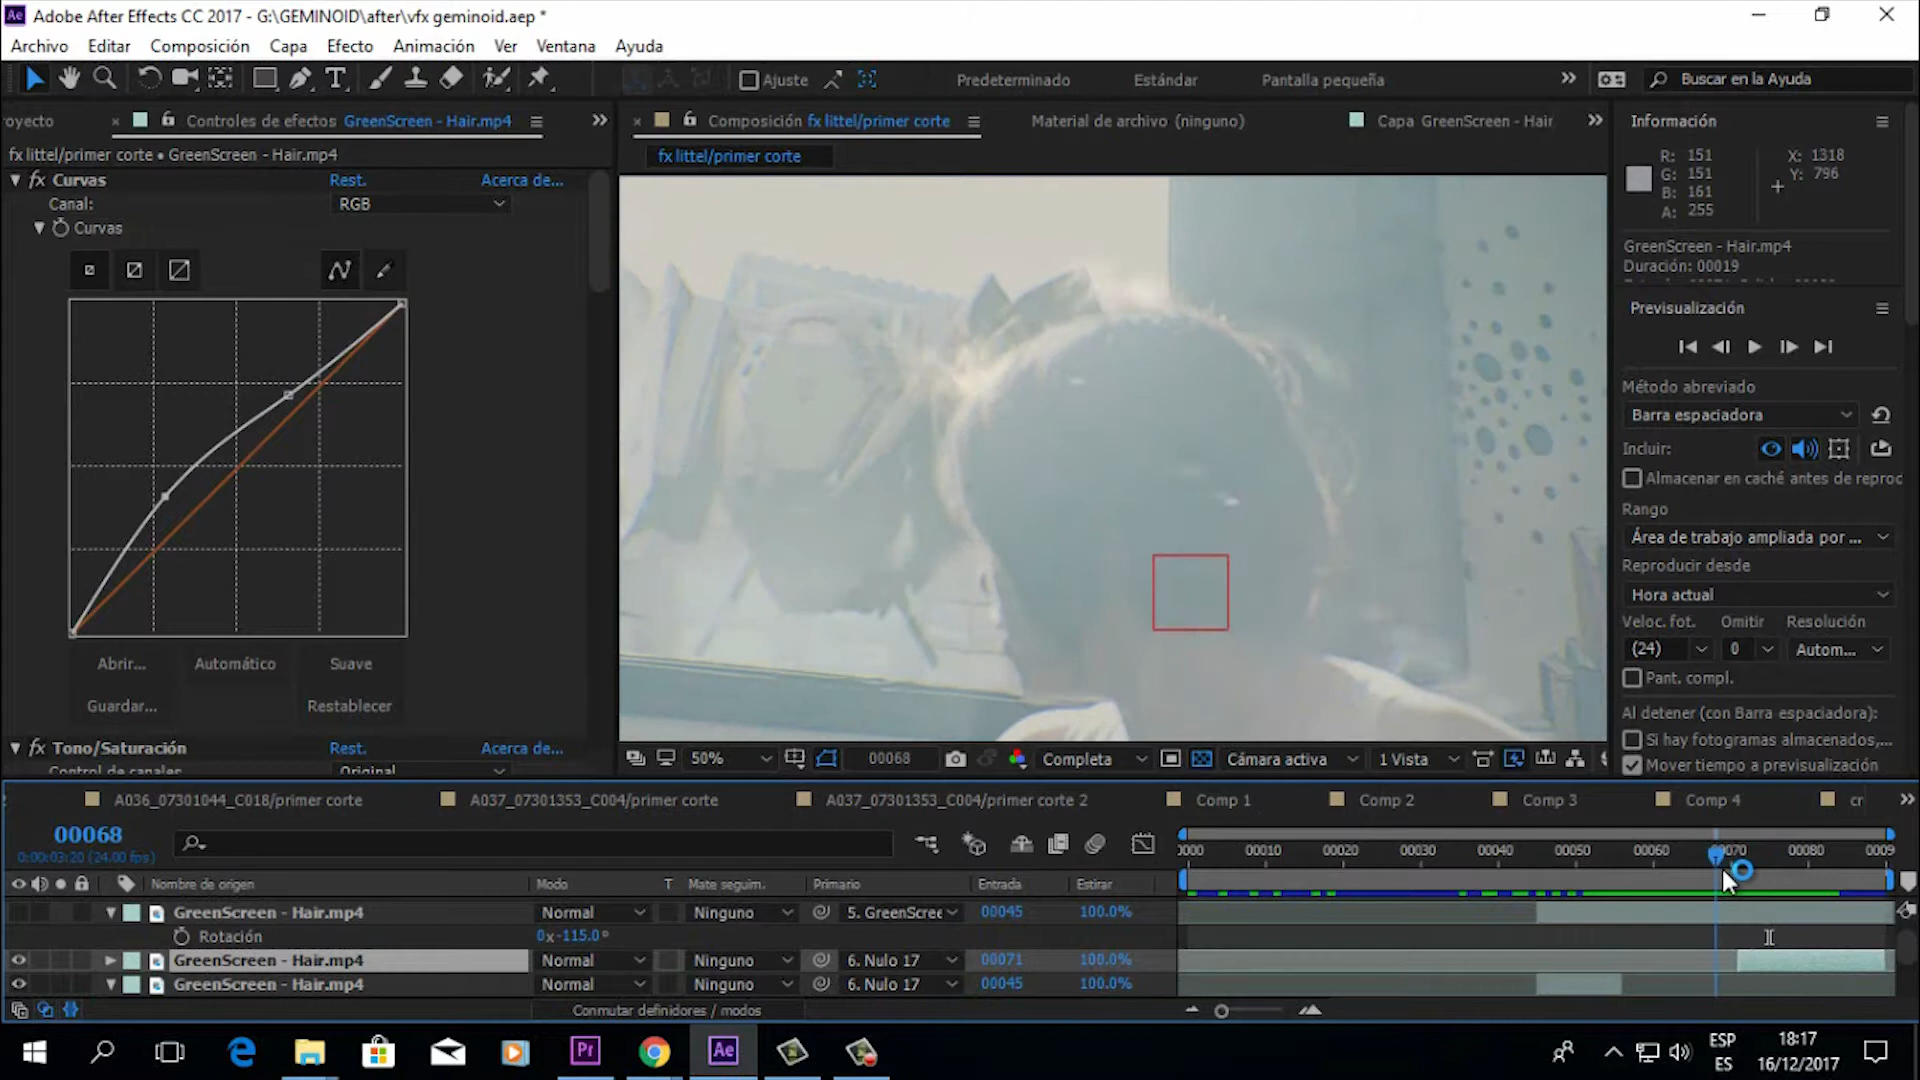 Adobe After Effects CC 2017 - G:\GEMINOID\after\vfx geminoid.aep *
Archivo Editar Composición Capa Efecto Animación Ver Ventana Ayuda
Ajuste Predeterminado Estándar Pantalla pequeña Buscar en la Ayuda
oyecto Controles de efectos GreenScreen - Hair.mp4
Composición fx littel/primer corte Material de archivo (ninguno) Capa GreenScreen - Hair
fx littel/primer corte • GreenScreen - Hair.mp4
fx littel/primer corte
fx Curvas Rest. Acerca de...
Canal: RGB
Curvas
Abrir... Automático Suave
Guardar... Restablecer
fx Tono/Saturación Rest. Acerca de...
Control de canales Original
50% 00068 Completa Cámara activa 1 Vista
Información
R: 151 X: 1318
G: 151 Y: 796
B: 161
A: 255
GreenScreen - Hair.mp4
Duración: 00019
Previsualización
Método abreviado
Barra espaciadora
Incluir:
Almacenar en caché antes de reproc
Rango
Área de trabajo ampliada por ...
Reproducir desde
Hora actual
Veloc. fot. Omitir Resolución
(24) 0 Autom...
Pant. compl.
Al detener (con Barra espaciadora):
Si hay fotogramas almacenados,...
Mover tiempo a previsualización
A036_07301044_C018/primer corte A037_07301353_C004/primer corte A037_07301353_C004/primer corte 2 Comp 1 Comp 2 Comp 3 Comp 4 cr
00068
0:00:03:20 (24.00 fps)
0000 00010 00020 00030 00040 00050 00060 00070 00080 0009
Nombre de origen Modo T Mate seguim. Primario Entrada Estirar
GreenScreen - Hair.mp4 Normal Ninguno 5. GreenScree 00045 100.0%
Rotación 0x-115.0°
GreenScreen - Hair.mp4 Normal Ninguno 6. Nulo 17 00071 100.0%
GreenScreen - Hair.mp4 Normal Ninguno 6. Nulo 17 00045 100.0%
Conmutar definidores / modos
Pr Ae
ESP 18:17
ES 16/12/2017